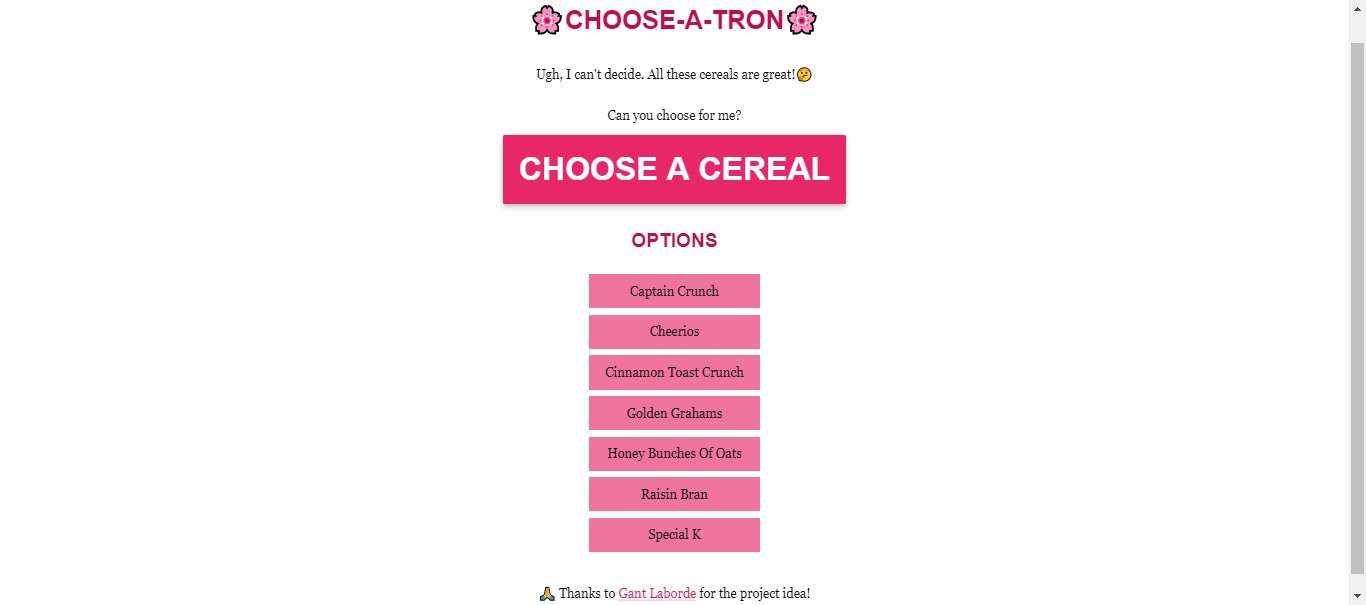 🌸CHOOSE-A-TRON🌸
Ugh, I can't decide. All these cereals are great!🤔
Can you choose for me?
CHOOSE A CEREAL
OPTIONS
Captain Crunch
Cheerios
Cinnamon Toast Crunch
Golden Grahams
Honey Bunches Of Oats
Raisin Bran
Special K
🙏 Thanks to Gant Laborde for the project idea!